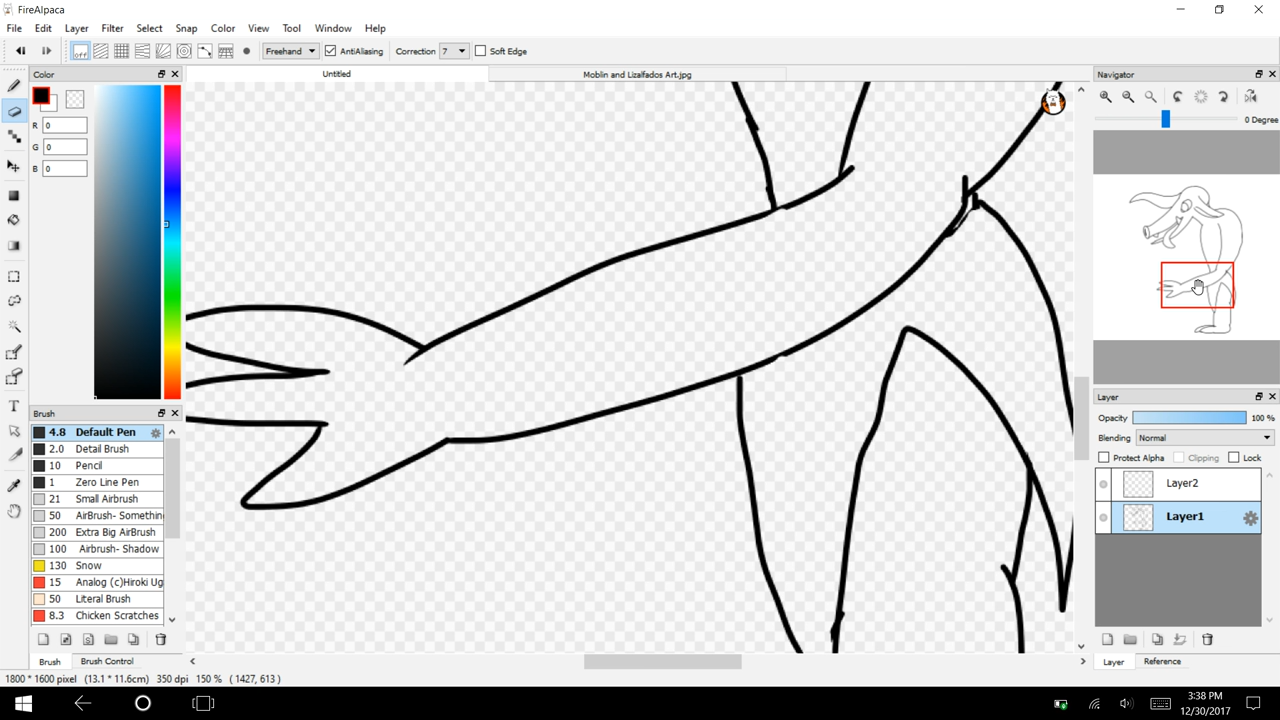 FireAlpaca
File Edit Layer Filter Select Snap Color View Tool Window Help
off Freehand AntiAliasing Correction 7 Soft Edge
Color Untitled Moblin and Lizalfados Art.jpg Navigator
R 0
G 0
B 0
0 Degree
Brush
4.8 Default Pen
2.0 Detail Brush
10 Pencil
1 Zero Line Pen
21 Small Airbrush
50 AirBrush- Somethin
200 Extra Big AirBrush
100 Airbrush- Shadow
130 Snow
15 Analog (c)Hiroki Ug
50 Literal Brush
8.3 Chicken Scratches
Brush Brush Control
Layer
Opacity 100 %
Blending Normal
Protect Alpha Clipping Lock
Layer2
Layer1
Layer Reference
1800 * 1600 pixel (13.1 * 11.6cm) 350 dpi 150 % ( 1427, 613 )
3:38 PM
12/30/2017